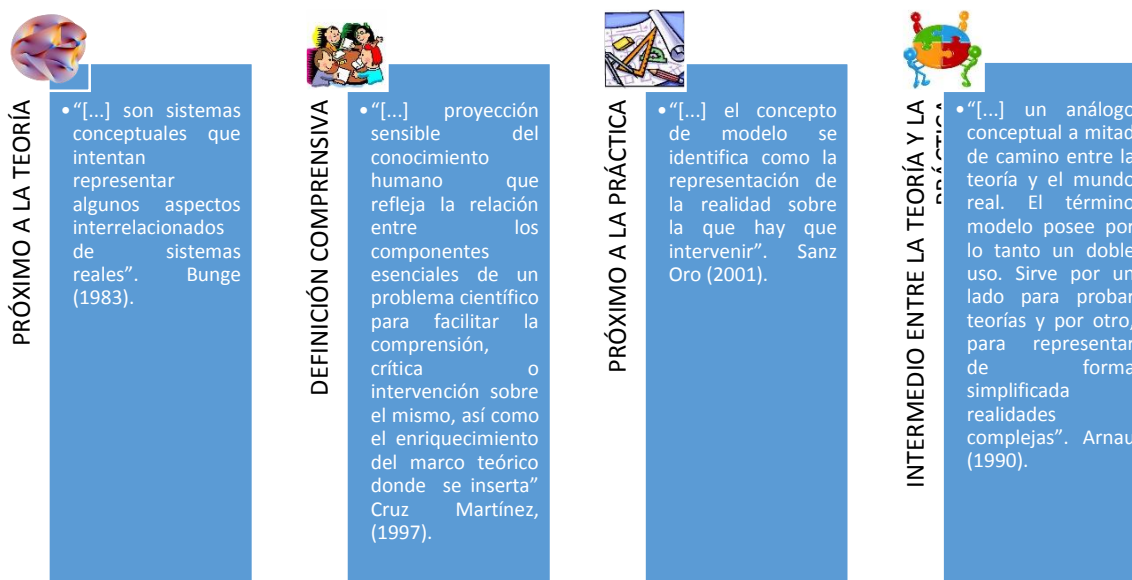 PRÓXIMO A LA TEORÍA
•“[...] son sistemas
conceptuales que
intentan
representar
algunos aspectos
interrelacionados
de sistemas
reales”. Bunge
(1983).
DEFINICIÓN COMPRENSIVA
•“[...] proyección
sensible del
conocimiento
humano que
refleja la relación
entre los
componentes
esenciales de un
problema científico
para facilitar la
comprensión,
crítica o
intervención sobre
el mismo, así como
el enriquecimiento
del marco teórico
donde se inserta”
Cruz Martínez,
(1997).
PRÓXIMO A LA PRÁCTICA
•“[...] el concepto
de modelo se
identifica como la
representación de
la realidad sobre
la que hay que
intervenir”. Sanz
Oro (2001).
INTERMEDIO ENTRE LA TEORÍA Y LA
PRÁCTICA
•“[...] un análogo
conceptual a mitad
de camino entre la
teoría y el mundo
real. El término
modelo posee por
lo tanto un doble
uso. Sirve por un
lado para probar
teorías y por otro,
para representar
de forma
simplificada
realidades
complejas”. Arnau
(1990).